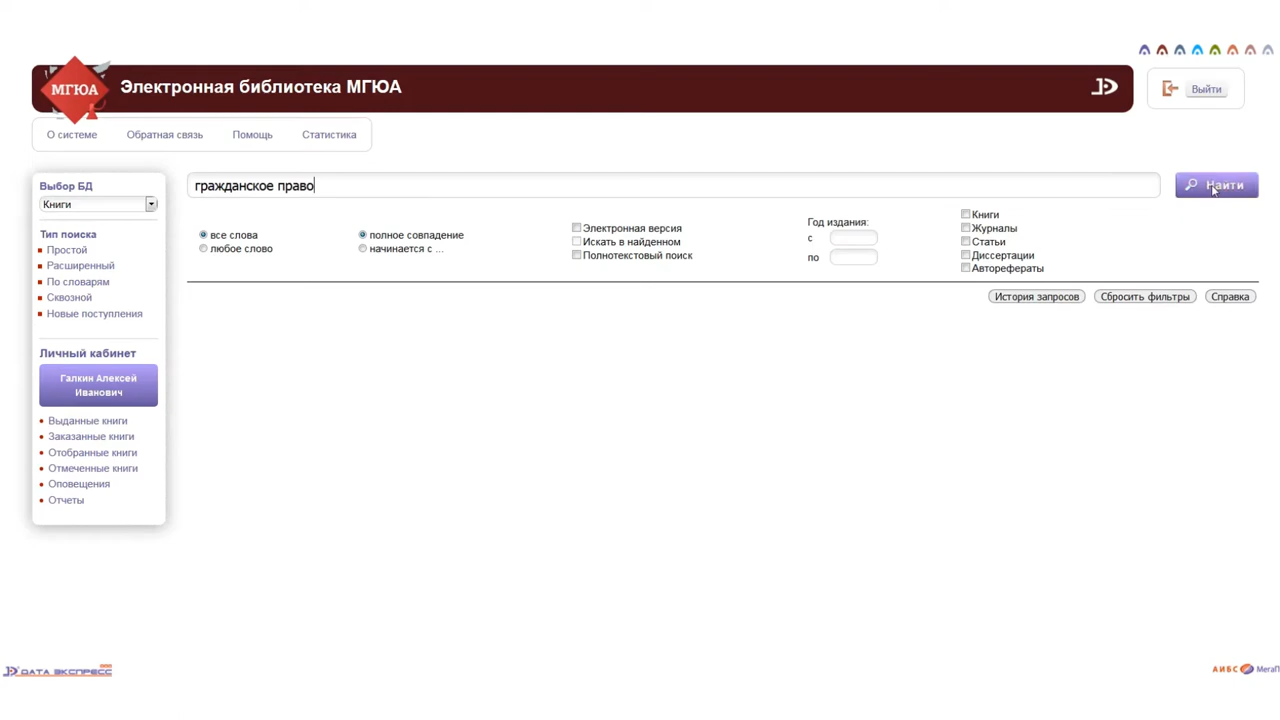 МГЮА
Электронная библиотека МГЮА
Выйти
О системе
Обратная связь
Помощь
Статистика
Выбор БД
Книги
Тип поиска
Простой
Расширенный
По словарям
Сквозной
Новые поступления
Личный кабинет
Галкин Алексей
Иванович
Выданные книги
Заказанные книги
Отобранные книги
Отмеченные книги
Оповещения
Отчеты
гражданское право
Найти
все слова
любое слово
полное совпадение
начинается с ...
Электронная версия
Искать в найденном
Полнотекстовый поиск
Год издания:
с
по
Книги
Журналы
Статьи
Диссертации
Авторефераты
История запросов
Сбросить фильтры
Справка
ДАТА ЭКСПРЕСС
АИБС МегаП